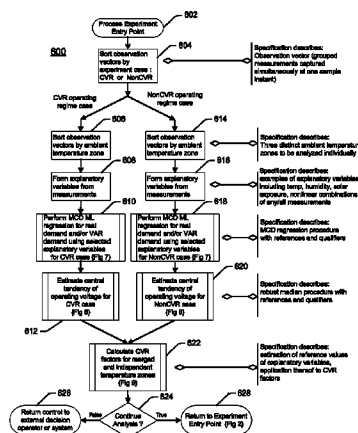 Process Experiment
Entry Point
602
600
604
Sort observation
vectors by
experiment case :
CVR or NonCVR
Specification describes:
Observation vector (grouped
measurements captured
simultaneously at one sample
instant)
CVR operating
regime case
NonCVR operating
regime case
606
614
Sort observation
vectors by ambient
temperature zone
Sort observation
vectors by ambient
temperature zone
Specification describes:
Three distinct ambient temperature
zones to be analyzed individually
608
616
Form explanatory
variables from
measurements
Form explanatory
variables from
measurements
Specification describes:
examples of explanatory variables
including temp, humidity, solar
exposure, nonlinear combinations
of any/all measurements
610
618
Perform MCD ML
regression for real
demand and/or VAR
demand using selected
explanatory variables
for CVR case {Fig 7}
Perform MCD ML
regression for real
demand and/or VAR
demand using selected
explanatory variables
for NonCVR case {Fig 7}
Specification describes:
MCD regression procedure
with references and qualifiers
620
Estimate central
tendency of
operating voltage for
CVR case
{Fig 8}
Estimate central
tendency of
operating voltage for
NonCVR case
{Fig 8}
Specification describes:
robust median procedure with
references and qualifiers
612
622
Calculate CVR
factors for merged
and independent
temperature zones
{Fig 9}
Specification describes:
estimation of reference values
of explanatory variables,
application thereof to CVR
factors
624
626
628
False
Continue
Analysis ?
True
Return control to
external decision
operator or system
Return to Experiment
Entry Point {Fig 2}